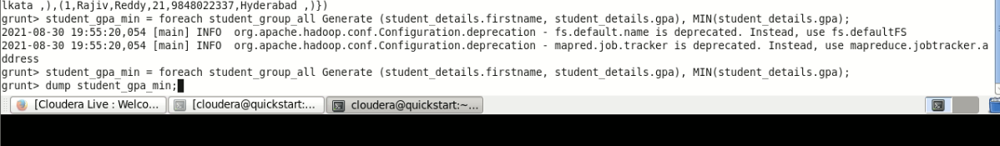 lkata ,),(1,Rajiv,Reddy,21,9848022337,Hyderabad ,)})
grunt> student_gpa_min = foreach student_group_all Generate (student_details.firstname, student_details.gpa), MIN(student_details.gpa);
2021-08-30 19:55:20,054 [main] INFO  org.apache.hadoop.conf.Configuration.deprecation - fs.default.name is deprecated. Instead, use fs.defaultFS
2021-08-30 19:55:20,054 [main] INFO  org.apache.hadoop.conf.Configuration.deprecation - mapred.job.tracker is deprecated. Instead, use mapreduce.jobtracker.a
ddress
grunt> student_gpa_min = foreach student_group_all Generate (student_details.firstname, student_details.gpa), MIN(student_details.gpa);
grunt> dump student_gpa_min;
[Cloudera Live : Welco... [cloudera@quickstart:... cloudera@quickstart:~...